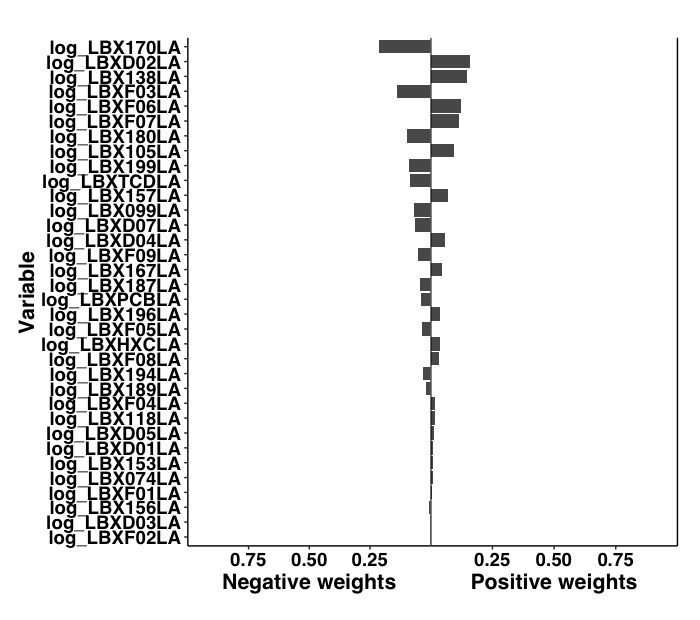 Variable
log_LBX170LA
log_LBXD02LA
log_LBX138LA
log_LBXF03LA
log_LBXF06LA
log_LBXF07LA
log_LBX180LA
log_LBX105LA
log_LBX199LA
log_LBXTCDLA
log_LBX157LA
log_LBX099LA
log_LBXD07LA
log_LBXD04LA
log_LBXF09LA
log_LBX167LA
log_LBX187LA
log_LBXPCBLA
log_LBX196LA
log_LBXF05LA
log_LBXHXCLA
log_LBXF08LA
log_LBX194LA
log_LBX189LA
log_LBXF04LA
log_LBX118LA
log_LBXD05LA
log_LBXD01LA
log_LBX153LA
log_LBX074LA
log_LBXF01LA
log_LBX156LA
log_LBXD03LA
log_LBXF02LA
0.75 0.50 0.25 0.25 0.50 0.75
Negative weights Positive weights